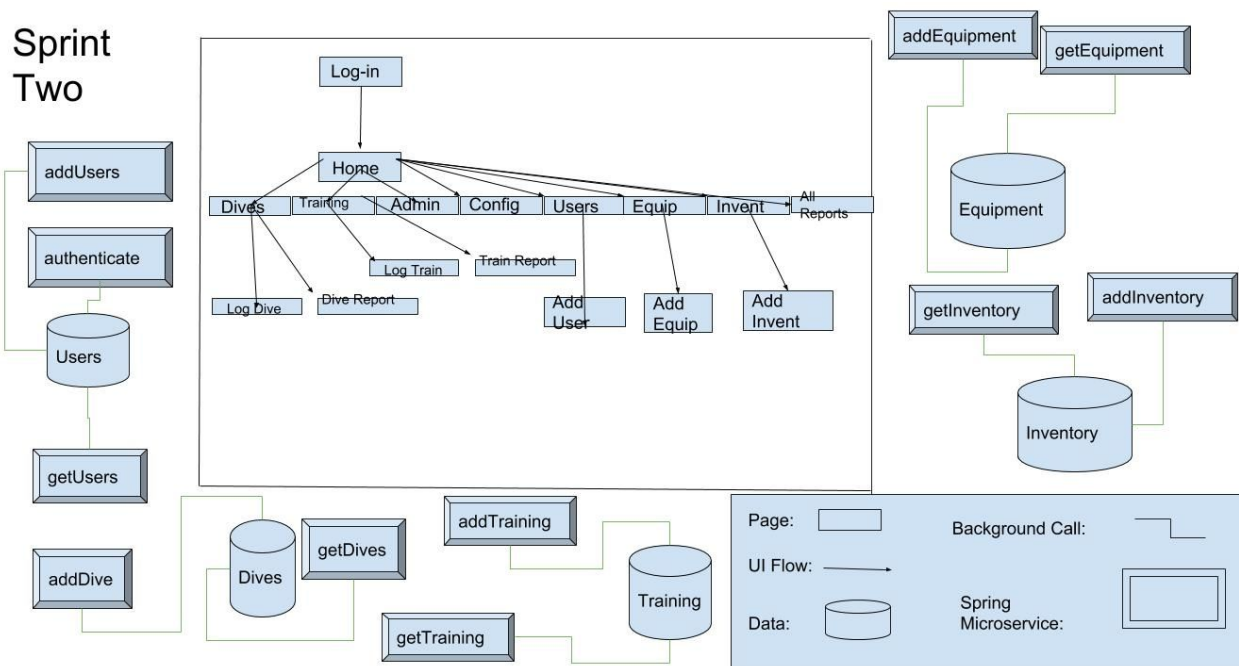 Sprint
Two
Log-in
Home
Dives
Training
Admin
Config
Users
Equip
Invent
All
Reports
Log Train
Train Report
Log Dive
Dive Report
Add
User
Add
Equip
Add
Invent
addUsers
authenticate
Users
getUsers
addDive
Dives
getDives
addTraining
getTraining
Training
addEquipment
getEquipment
Equipment
getInventory
addInventory
Inventory
Page:
UI Flow:
Data:
Background Call:
Spring
Microservice: